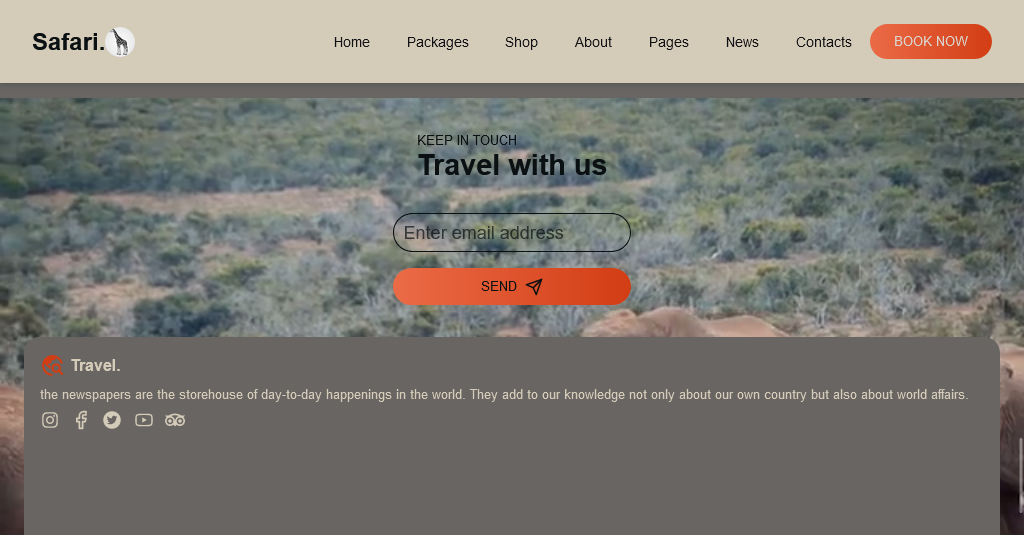 Safari.
Home Packages Shop About Pages News Contacts BOOK NOW
KEEP IN TOUCH
Travel with us
Enter email address
SEND
Travel.
the newspapers are the storehouse of day-to-day happenings in the world. They add to our knowledge not only about our own country but also about world affairs.